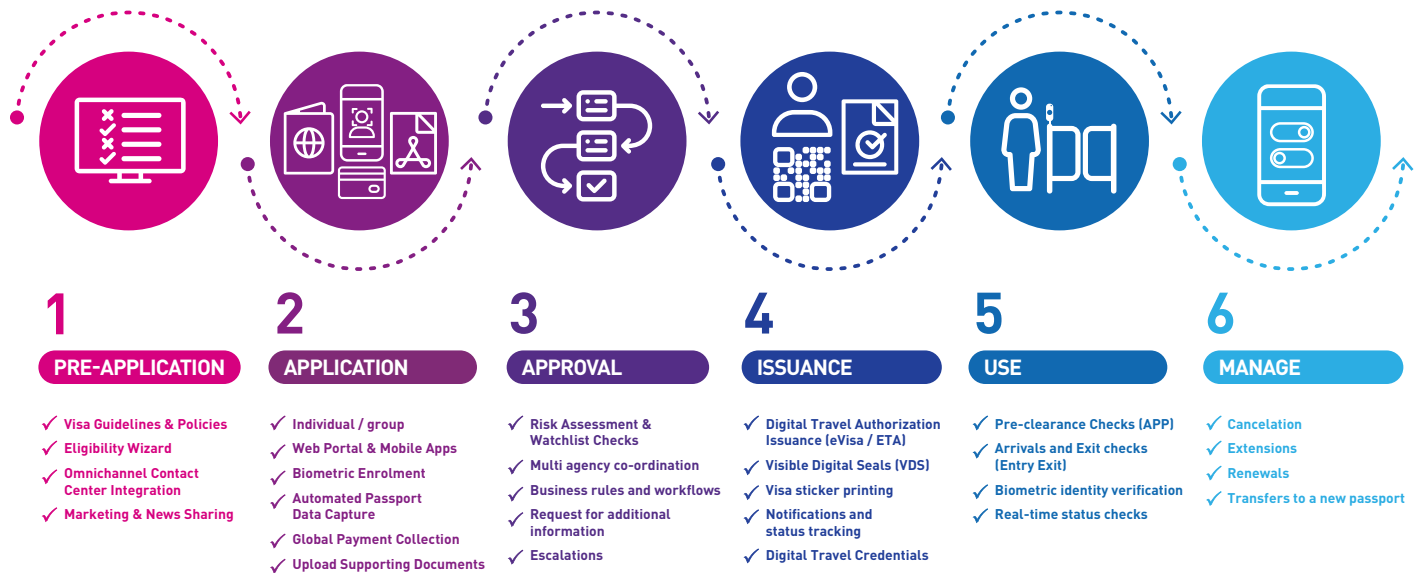 1
PRE-APPLICATION
Visa Guidelines & Policies
Eligibility Wizard
Omnichannel Contact
Center Integration
Marketing & News Sharing
2
APPLICATION
Individual / group
Web Portal & Mobile Apps
Biometric Enrolment
Automated Passport
Data Capture
Global Payment Collection
Upload Supporting Documents
3
APPROVAL
Risk Assessment &
Watchlist Checks
Multi agency co-ordination
Business rules and workflows
Request for additional
information
Escalations
4
ISSUANCE
Digital Travel Authorization
Issuance (eVisa / ETA)
Visible Digital Seals (VDS)
Visa sticker printing
Notifications and
status tracking
Digital Travel Credentials
5
USE
Pre-clearance Checks (APP)
Arrivals and Exit checks
(Entry Exit)
Biometric identity verification
Real-time status checks
6
MANAGE
Cancelation
Extensions
Renewals
Transfers to a new passport